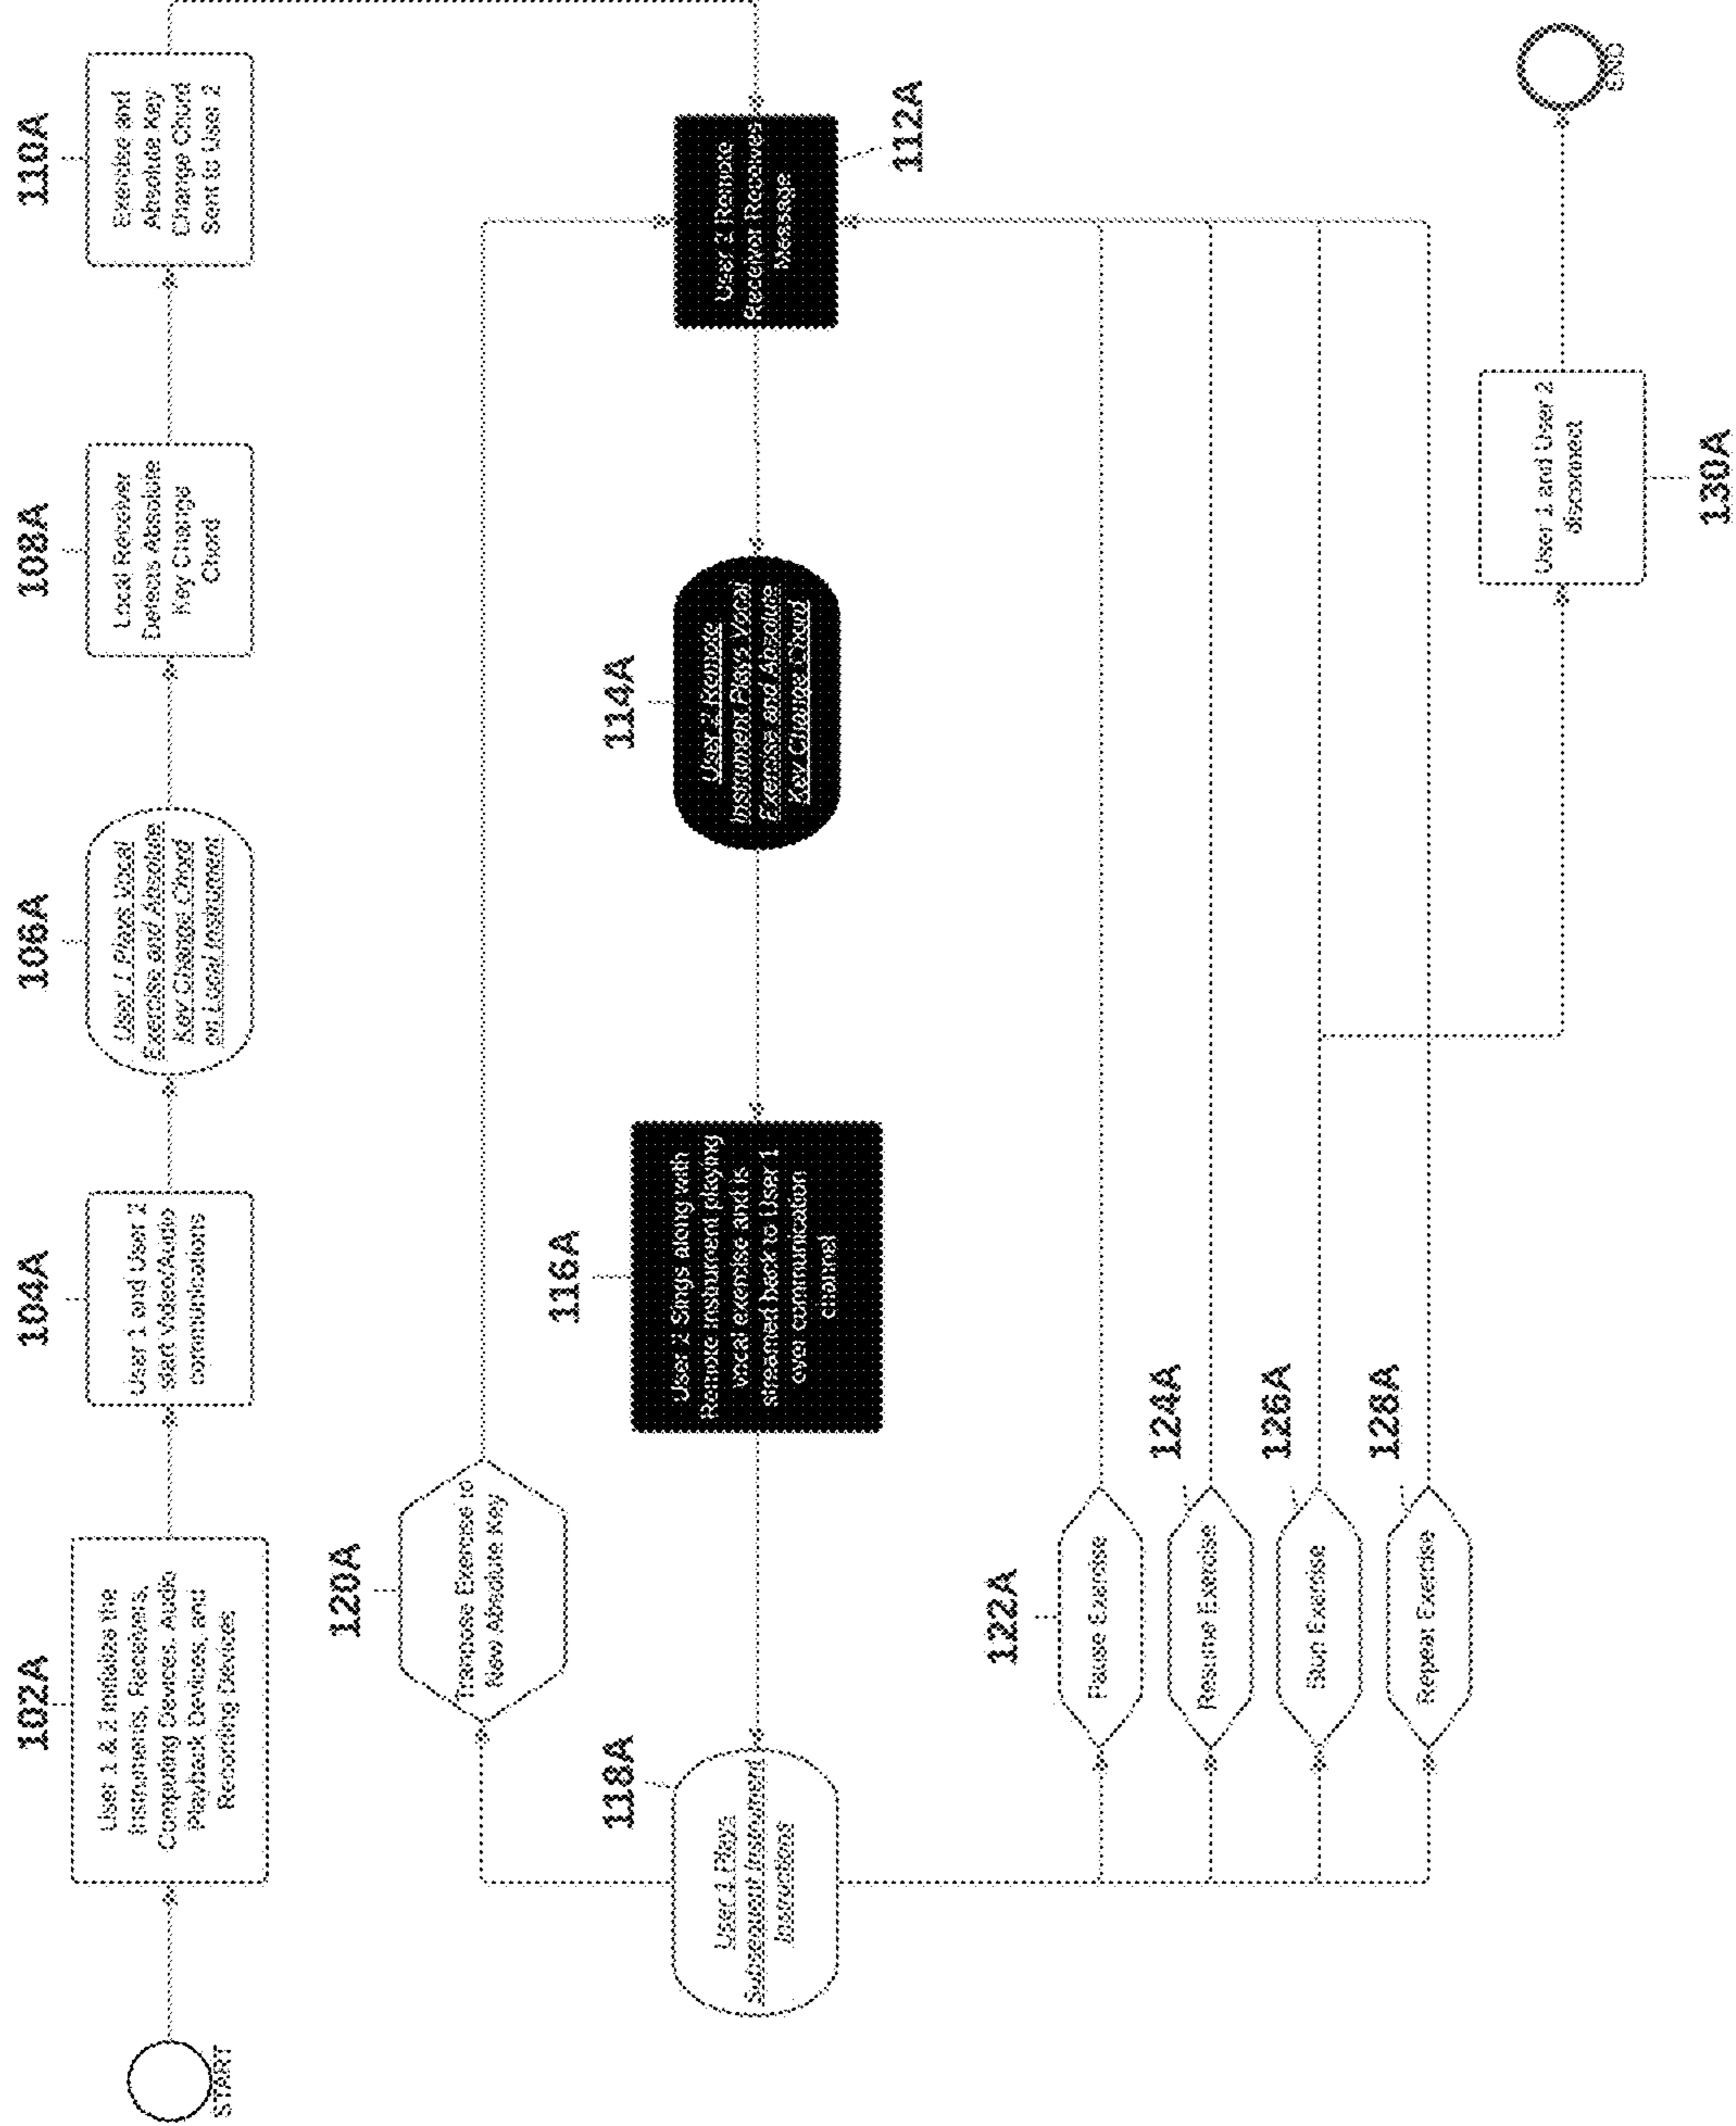 102A
User 1 & 2 initializes the
Instruments, Receivers,
Computing Devices, Audio
Playback Devices, and
Recording Devices
START
104A
User 1 and User 2
start Video/Audio
communications
106A
User 1 Plays Vocal
Exercise and Absolute
Key Change Chord
on Local Instrument
108A
Local Receiver
Detects Absolute
Key Change
Chord
110A
Exercise and
Absolute Key
Change Chord
Sent to User 2
112A
User 2 Remote
Receiver Receives
Message
114A
User 2 Remote
Instrument Plays Vocal
Exercise and Absolute
Key Change Chord
116A
User 2 Sings along with
Remote Instrument playing
vocal exercise and is
streamed back to User 1
over communication
channel
118A
User 1 Plays
Subsequent Instrument
Instructions
120A
Tranpose Exercise to
New Absolute Key
122A
Pause Exercise
124A
Resume Exercise
126A
Exercise
128A
Repeat Exercise
130A
User 1 and User 2
disconnect
END